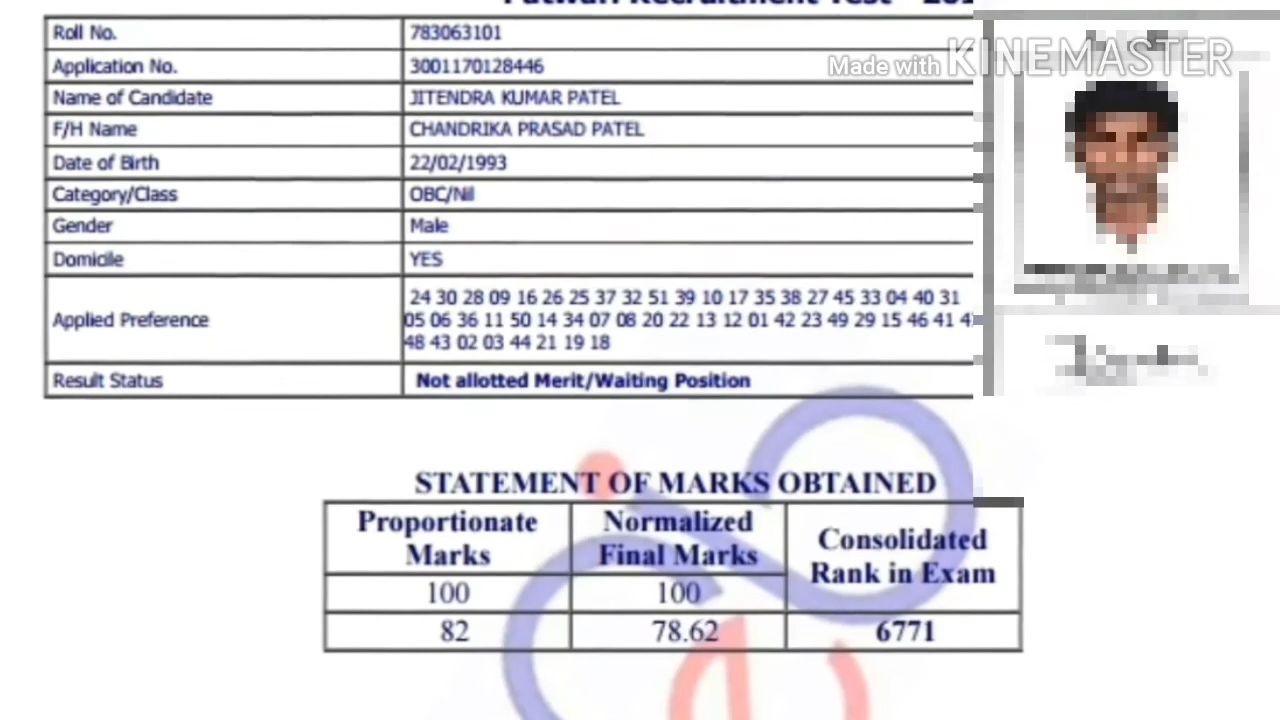 Patwari Recruitment Test - 201
Made with KINEMASTER
Roll No. 783063101
Application No. 3001170128446
Name of Candidate JITENDRA KUMAR PATEL
F/H Name CHANDRIKA PRASAD PATEL
Date of Birth 22/02/1993
Category/Class OBC/Nil
Gender Male
Domicile YES
Applied Preference
24 30 28 09 16 26 25 37 32 51 39 10 17 35 38 27 45 33 04 40 31
05 06 36 11 50 14 34 07 08 20 22 13 12 01 42 23 49 29 15 46 41
48 43 02 03 44 21 19 18
Result Status Not allotted Merit/Waiting Position
STATEMENT OF MARKS OBTAINED
Proportionate Marks
Normalized Final Marks
Consolidated Rank in Exam
100 100
82 78.62 6771